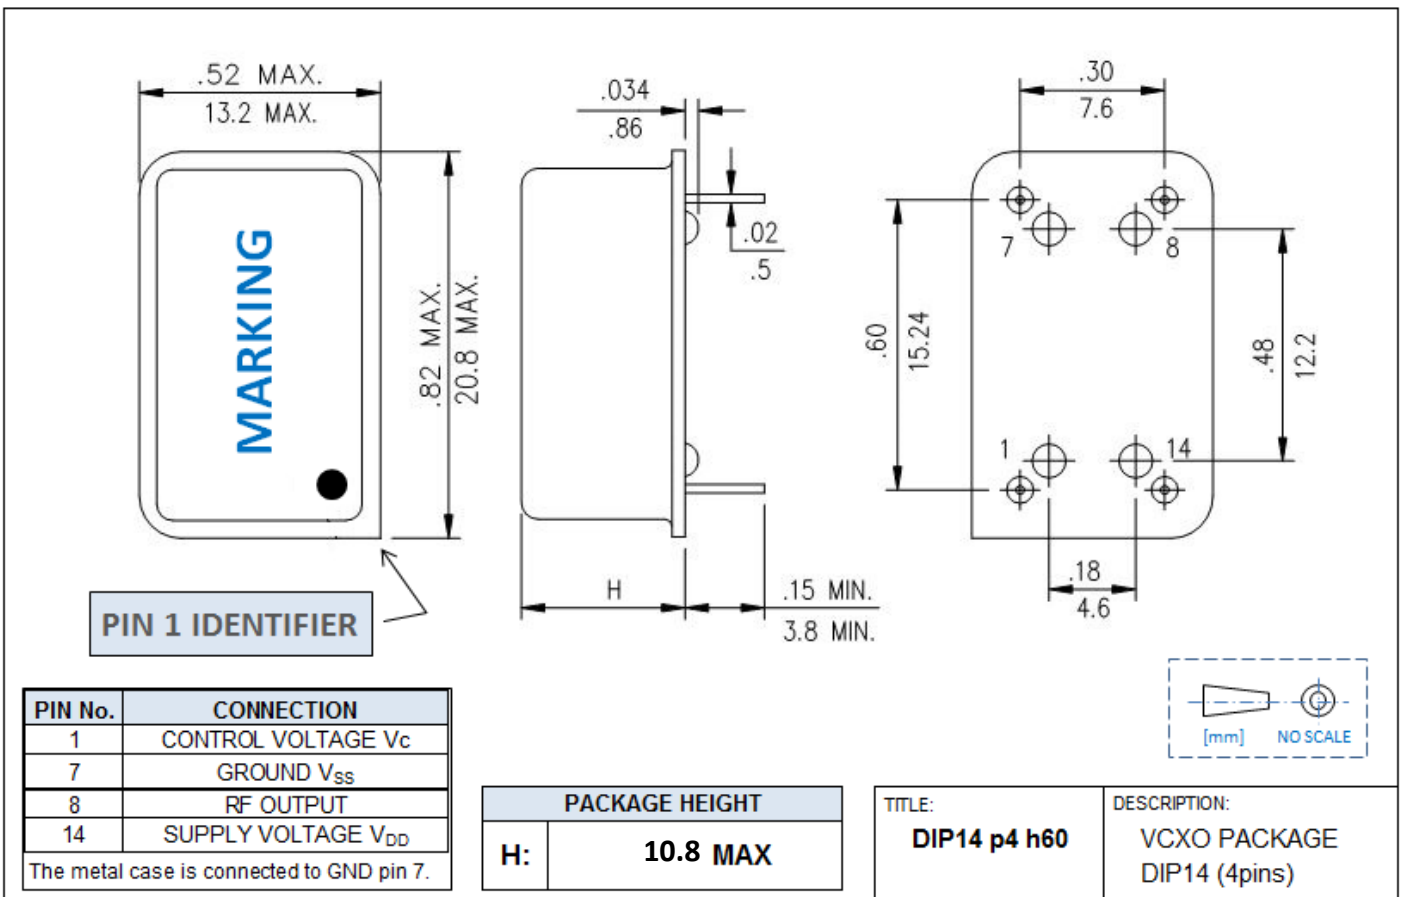 .52 MAX.
13.2 MAX.
.034
.86
.30
7.6
MARKING
.82 MAX.
20.8 MAX.
.02
.5
7
8
.60
15.24
.48
12.2
1
14
.18
4.6
H
.15 MIN.
3.8 MIN.
PIN 1 IDENTIFIER
PIN No. CONNECTION
1 CONTROL VOLTAGE Vc
7 GROUND VSS
8 RF OUTPUT
14 SUPPLY VOLTAGE VDD
The metal case is connected to GND pin 7.
PACKAGE HEIGHT
H: 10.8 MAX
[mm] NO SCALE
TITLE:
DIP14 p4 h60
DESCRIPTION:
VCXO PACKAGE
DIP14 (4pins)